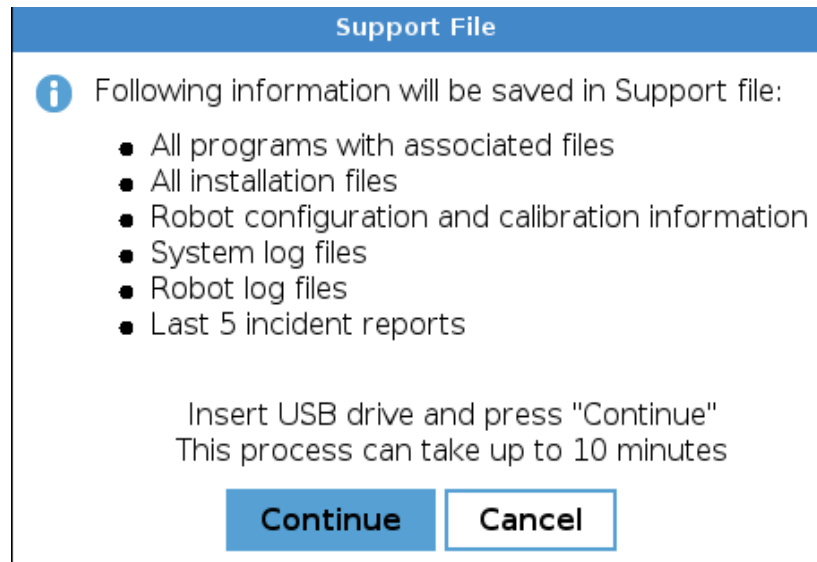 Support File
Following information will be saved in Support file:
All programs with associated files
All installation files
Robot configuration and calibration information
System log files
Robot log files
Last 5 incident reports
Insert USB drive and press "Continue"
This process can take up to 10 minutes
Continue
Cancel